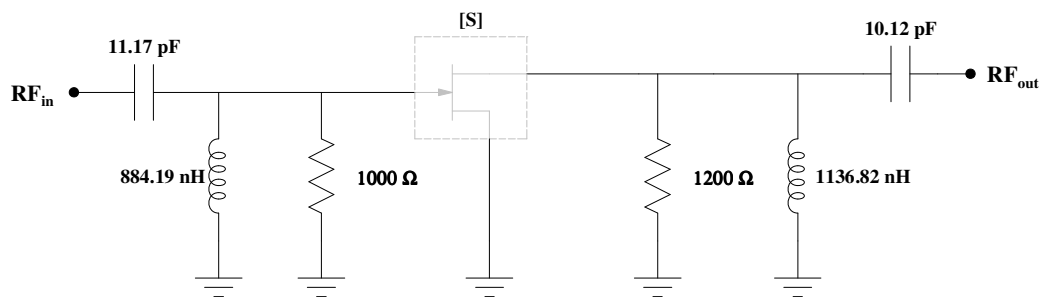 [S]
11.17 pF
10.12 pF
RFin
RFout
884.19 nH
1000 Ω
1200 Ω
1136.82 nH